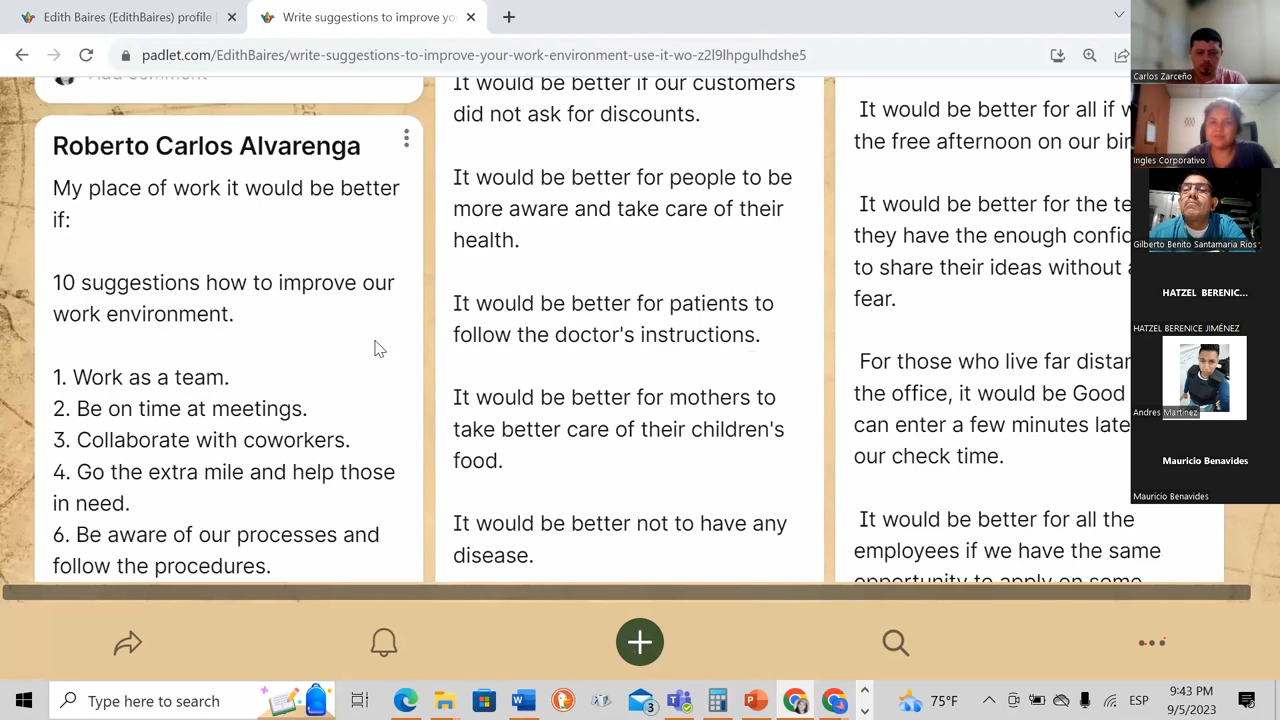 Edith Baires (EdithBaires) profile
Write suggestions to improve yo
padlet.com/EdithBaires/write-suggestions-to-improve-your-work-environment-use-it-wo-z2l9lhpgulhdshe5
Add comment
Roberto Carlos Alvarenga
My place of work it would be better
if:
10 suggestions how to improve our
work environment.
1. Work as a team.
2. Be on time at meetings.
3. Collaborate with coworkers.
4. Go the extra mile and help those
in need.
6. Be aware of our processes and
follow the procedures.
It would be better if our customers
did not ask for discounts.
It would be better for people to be
more aware and take care of their
health.
It would be better for patients to
follow the doctor's instructions.
It would be better for mothers to
take better care of their children's
food.
It would be better not to have any
disease.
It would be better for all if
the free afternoon on our
It would be better for the
they have the enough
to share their ideas without
fear.
For those who live far
the office, it would be Good
can enter a few minutes
our check time.
It would be better for all the
employees if we have the same
opportunity to apply on some
Carlos Zarceño
Ingles Corporativo
Gilberto Benito Santamaria Rios
HATZEL BERENIC...
HATZEL BERENICE JIMÉNEZ
Andres Martinez
Mauricio Benavides
Mauricio Benavides
Type here to search
3
75°F
ESP
9:43 PM
9/5/2023